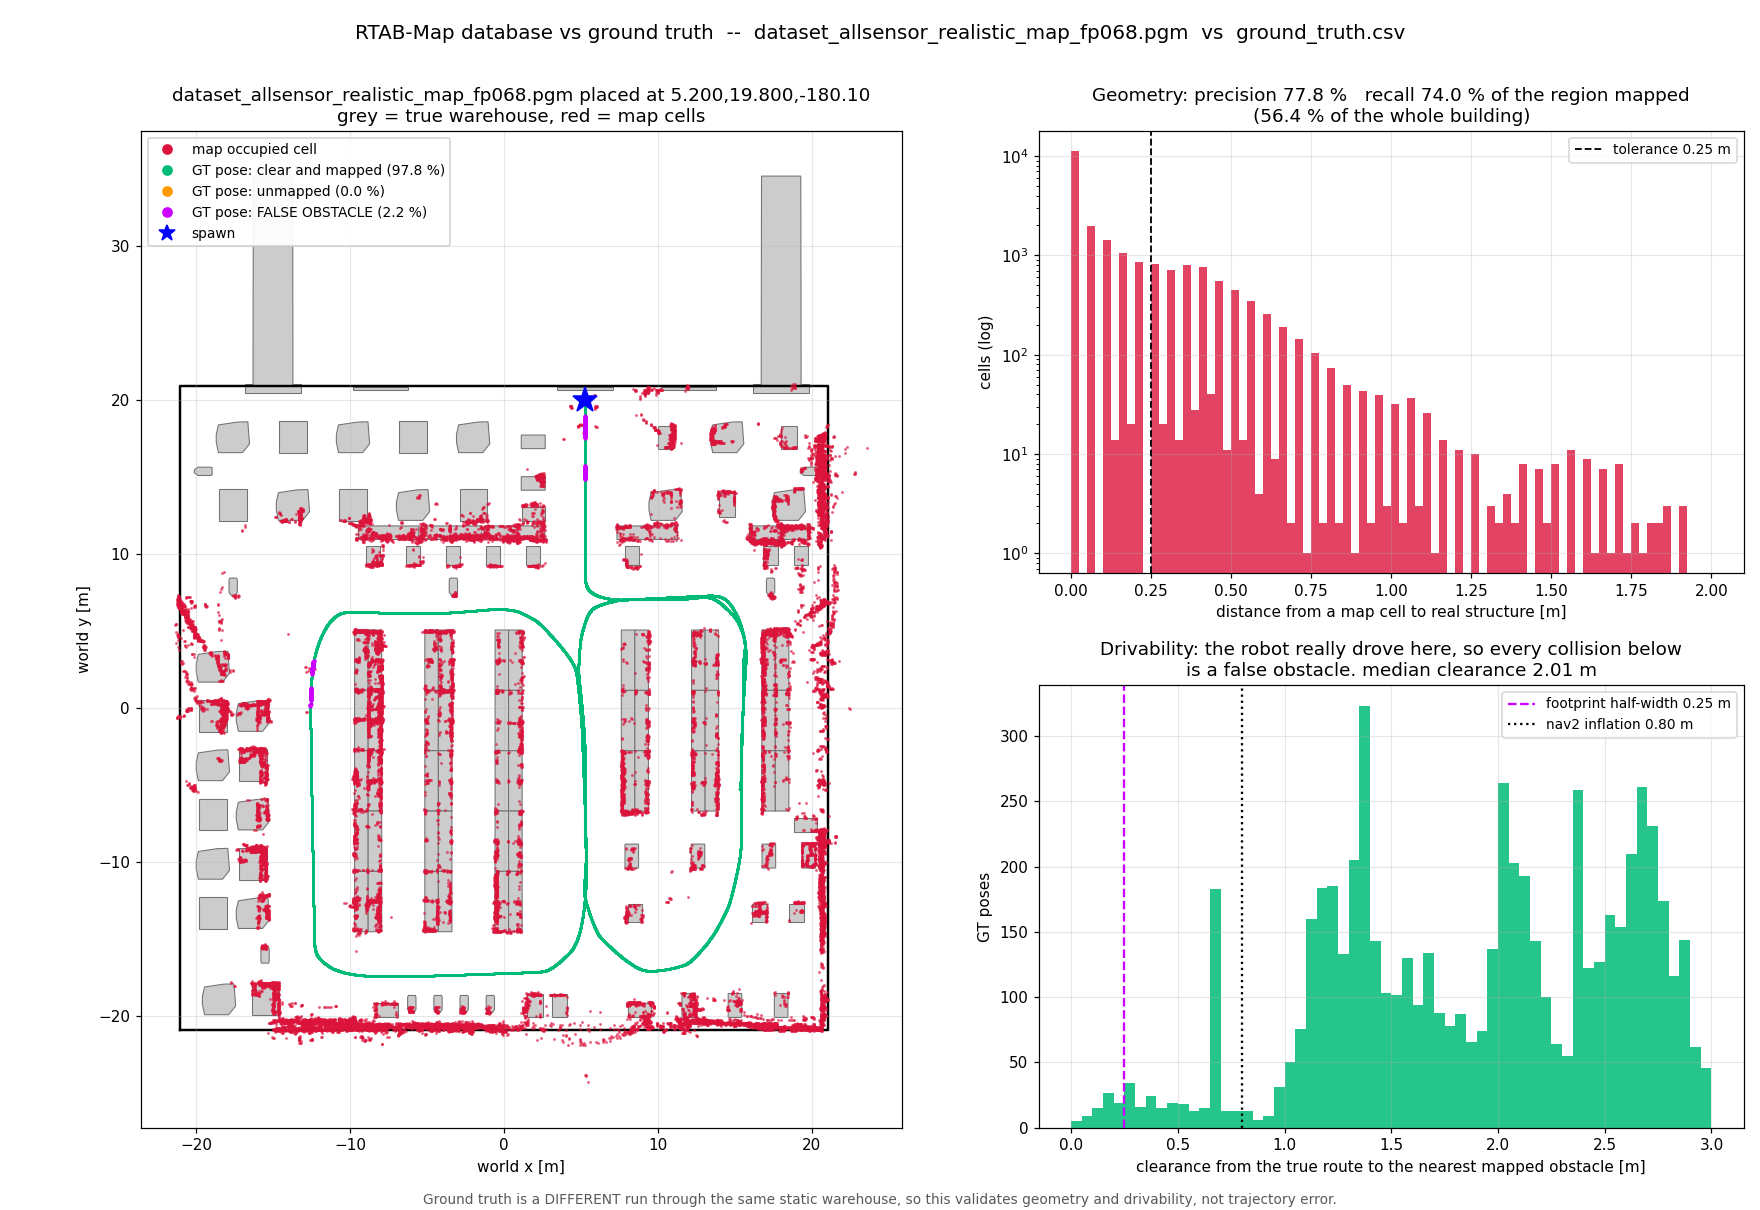 RTAB-Map database vs ground truth  --  dataset_allsensor_realistic_map_fp068.pgm  vs  ground_truth.csv
dataset_allsensor_realistic_map_fp068.pgm placed at 5.200,19.800,-180.10
grey = true warehouse, red = map cells
map occupied cell
GT pose: clear and mapped (97.8 %)
GT pose: unmapped (0.0 %)
GT pose: FALSE OBSTACLE (2.2 %)
spawn
30
20
10
0
−10
−20
world y [m]
−20
−10
0
10
20
world x [m]
Geometry: precision 77.8 %   recall 74.0 % of the region mapped
(56.4 % of the whole building)
tolerance 0.25 m
10⁴
10³
10²
10¹
10⁰
cells (log)
0.00
0.25
0.50
0.75
1.00
1.25
1.50
1.75
2.00
distance from a map cell to real structure [m]
Drivability: the robot really drove here, so every collision below
is a false obstacle. median clearance 2.01 m
footprint half-width 0.25 m
nav2 inflation 0.80 m
300
250
200
150
100
50
0
GT poses
0.0
0.5
1.0
1.5
2.0
2.5
3.0
clearance from the true route to the nearest mapped obstacle [m]
Ground truth is a DIFFERENT run through the same static warehouse, so this validates geometry and drivability, not trajectory error.